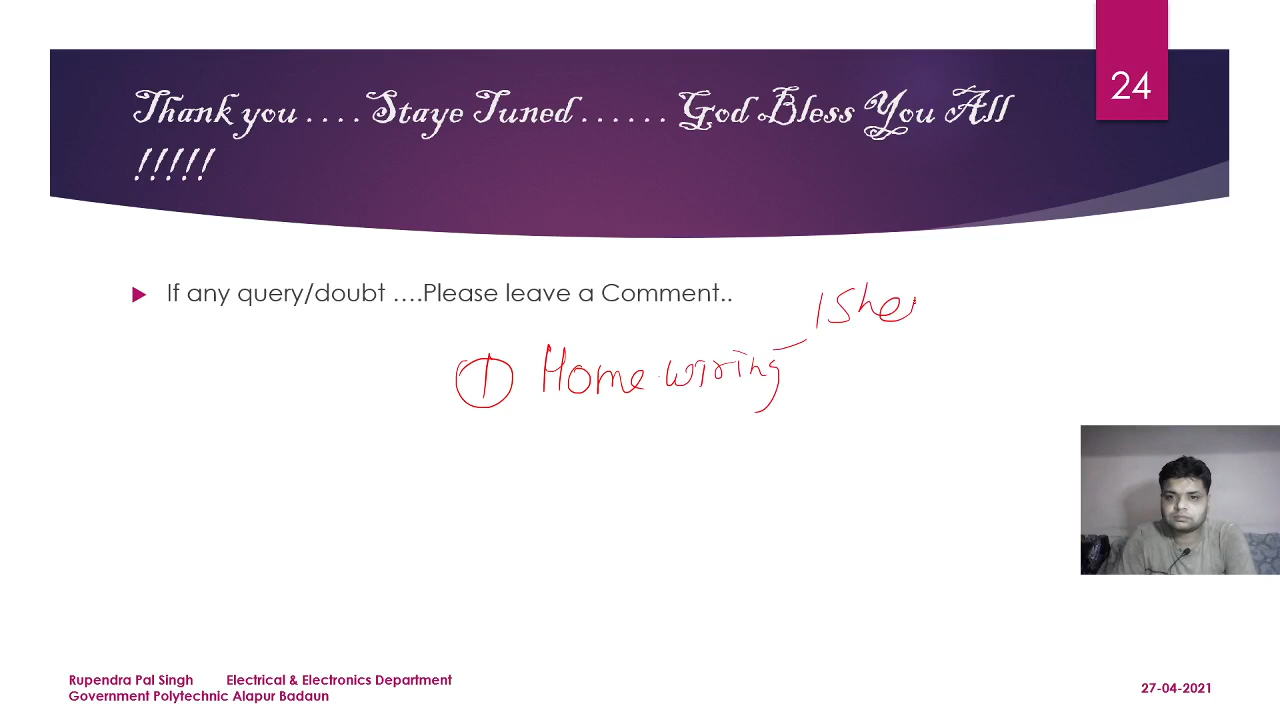 24
Thank you .... Staye Tuned ...... God Bless You All
!!!!!
If any query/doubt ....Please leave a Comment..
1 Shee
① Home wiring
Rupendra Pal Singh Electrical & Electronics Department
Government Polytechnic Alapur Badaun
27-04-2021